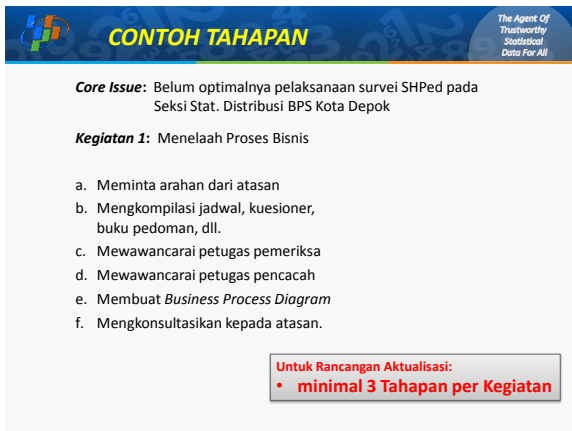 CONTOH TAHAPAN
The Agent Of
Trustworthy
Statistical
Data For All
Core Issue: Belum optimalnya pelaksanaan survei SHPed pada
Seksi Stat. Distribusi BPS Kota Depok
Kegiatan 1: Menelaah Proses Bisnis
a. Meminta arahan dari atasan
b. Mengkompilasi jadwal, kuesioner,
buku pedoman, dll.
c. Mewawancarai petugas pemeriksa
d. Mewawancarai petugas pencacah
e. Membuat Business Process Diagram
f. Mengkonsultasikan kepada atasan.
Untuk Rancangan Aktualisasi:
• minimal 3 Tahapan per Kegiatan